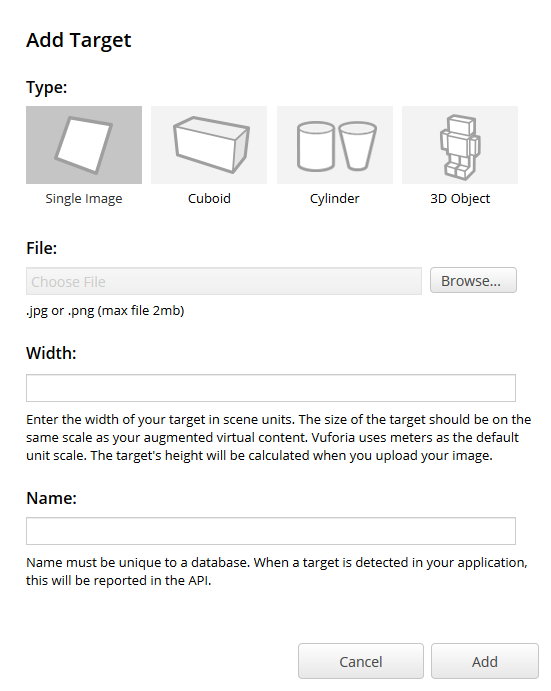 Add Target
Type:
Single Image
Cuboid
Cylinder
3D Object
File:
Choose File
Browse...
.jpg or .png (max file 2mb)
Width:
Enter the width of your target in scene units. The size of the target should be on the
same scale as your augmented virtual content. Vuforia uses meters as the default
unit scale. The target's height will be calculated when you upload your image.
Name:
Name must be unique to a database. When a target is detected in your application,
this will be reported in the API.
Cancel
Add